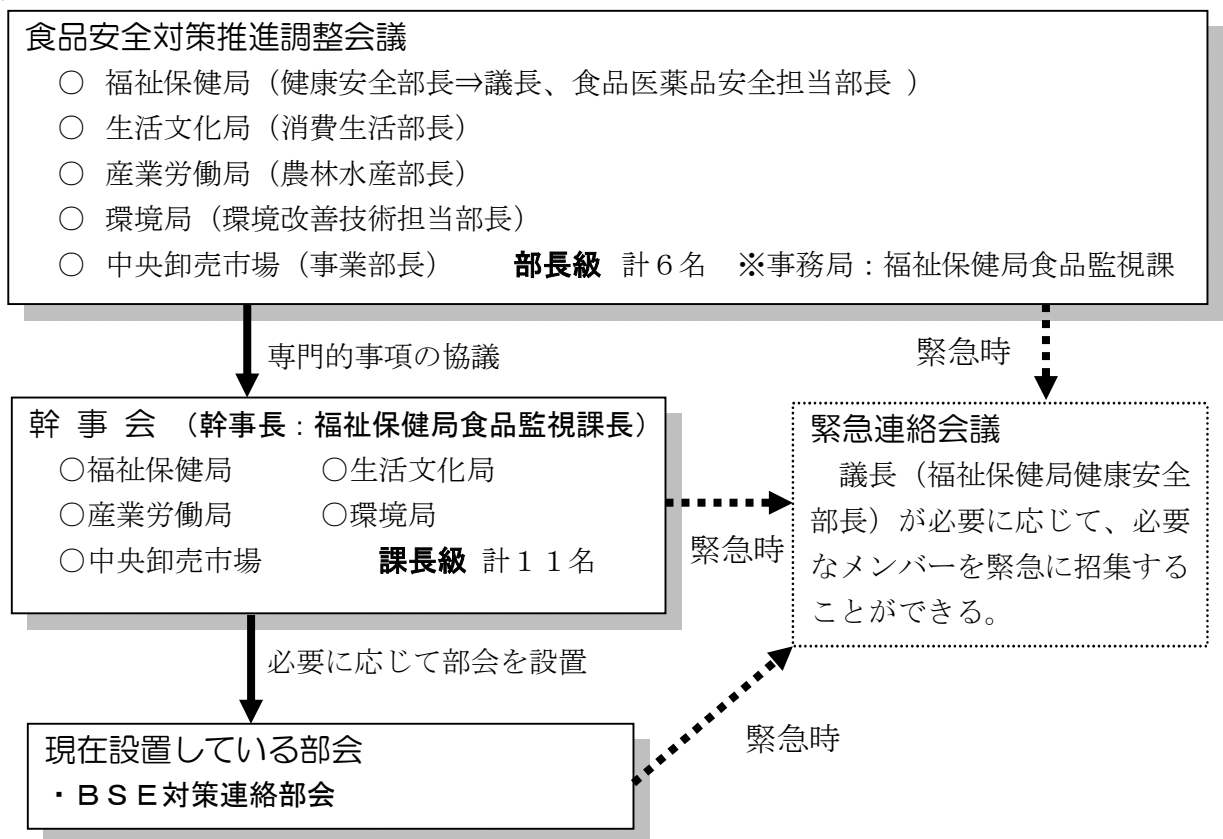 食品安全対策推進調整会議
○ 福祉保健局（健康安全部長⇒議長、食品医薬品安全担当部長 ）
○ 生活文化局（消費生活部長）
○ 産業労働局（農林水産部長）
○ 環境局（環境改善技術担当部長）
○ 中央卸売市場（事業部長） 部長級 計６名 ※事務局：福祉保健局食品監視課
専門的事項の協議
緊急時
幹 事 会 （幹事長：福祉保健局食品監視課長）
○福祉保健局 ○生活文化局
○産業労働局 ○環境局
○中央卸売市場 課長級 計１１名
緊急時
緊急連絡会議
議長（福祉保健局健康安全
部長）が必要に応じて、必要
なメンバーを緊急に招集する
ことができる。
必要に応じて部会を設置
緊急時
現在設置している部会
・ＢＳＥ対策連絡部会